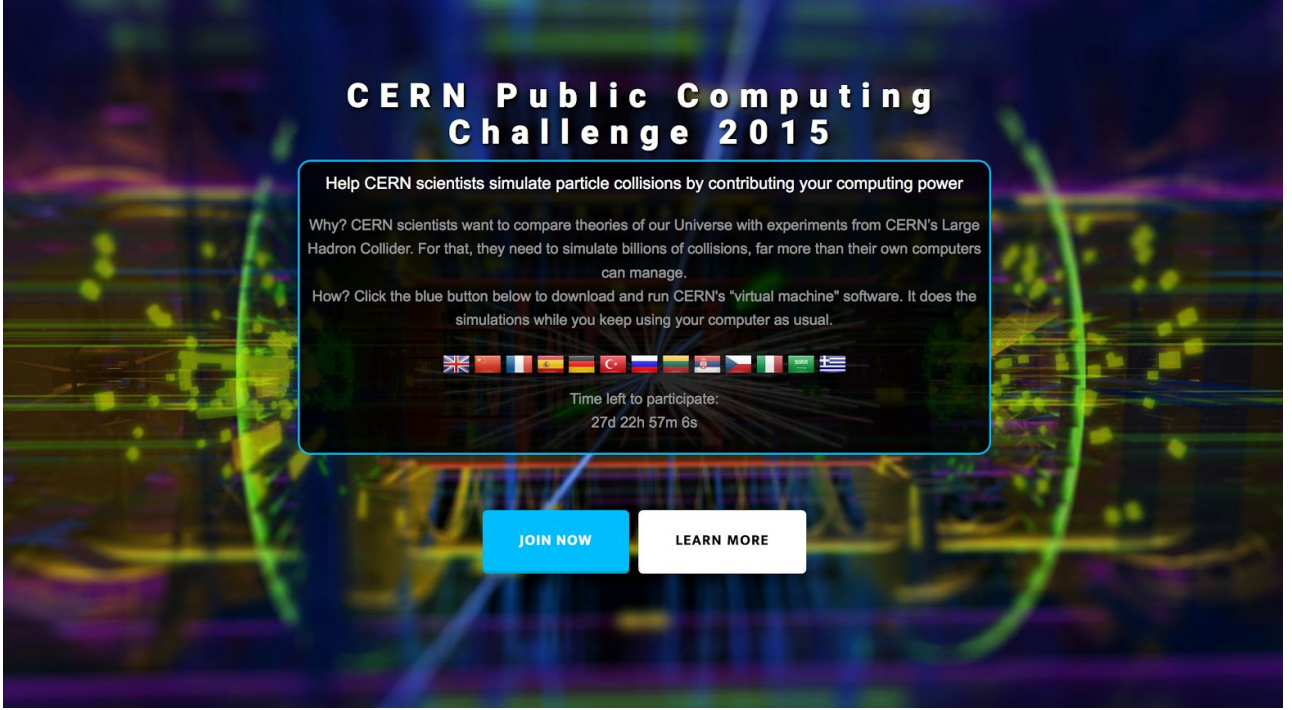 CERN Public Computing
Challenge 2015
Help CERN scientists simulate particle collisions by contributing your computing power
Why? CERN scientists want to compare theories of our Universe with experiments from CERN's Large
Hadron Collider. For that, they need to simulate billions of collisions, far more than their own computers
can manage.
How? Click the blue button below to download and run CERN's "virtual machine" software. It does the
simulations while you keep using your computer as usual.
Time left to participate:
27d 22h 57m 6s
JOIN NOW
LEARN MORE